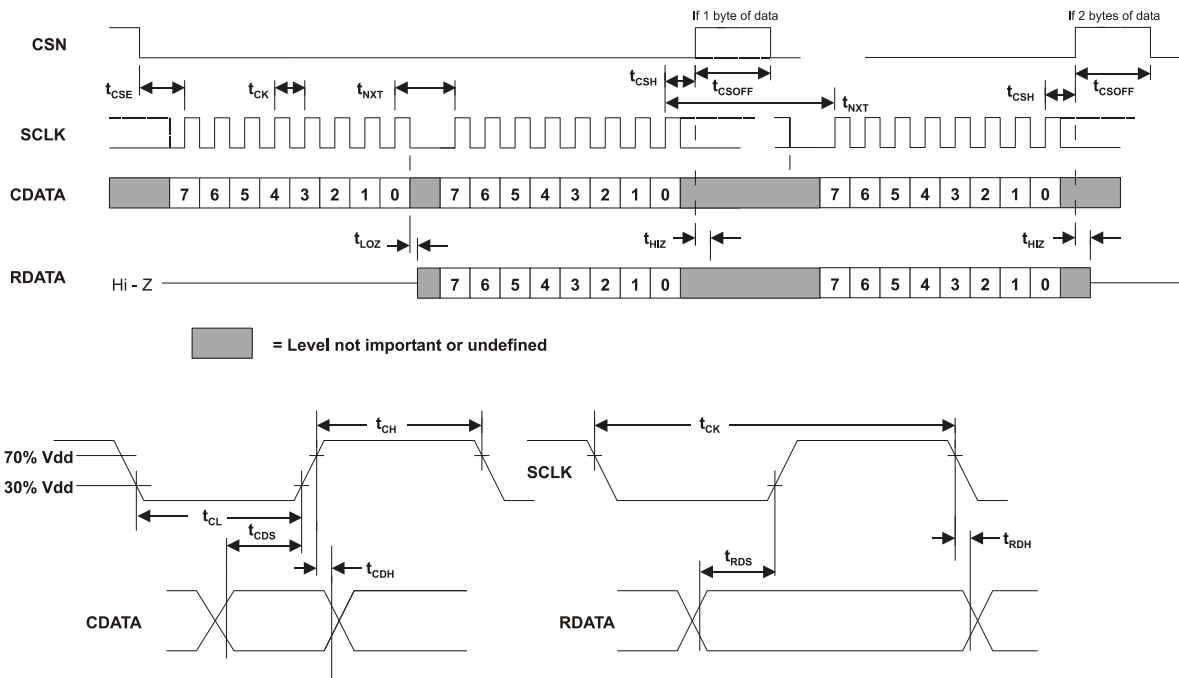 If 1 byte of data If 2 bytes of data
CSN
tCSE tCK tNXT tCSH tCSOFF tNXT tCSH tCSOFF
SCLK
CDATA 7 6 5 4 3 2 1 0 7 6 5 4 3 2 1 0 7 6 5 4 3 2 1 0
tLOZ tHIZ tHIZ
RDATA Hi - Z 7 6 5 4 3 2 1 0 7 6 5 4 3 2 1 0
= Level not important or undefined
tCH tCK
70% Vdd SCLK
30% Vdd
tCL
tCDS tRDH
tCDH tRDS
CDATA RDATA